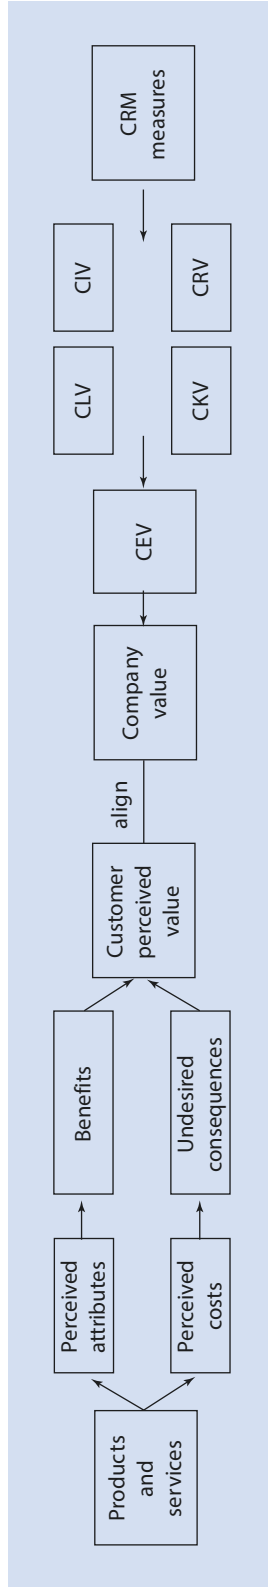 Products
and
services
Perceived
attributes
Perceived
costs
Benefits
Undesired
consequences
Customer
perceived
value
align
Company
value
CEV
CLV
CIV
CKV
CRV
CRM
measures